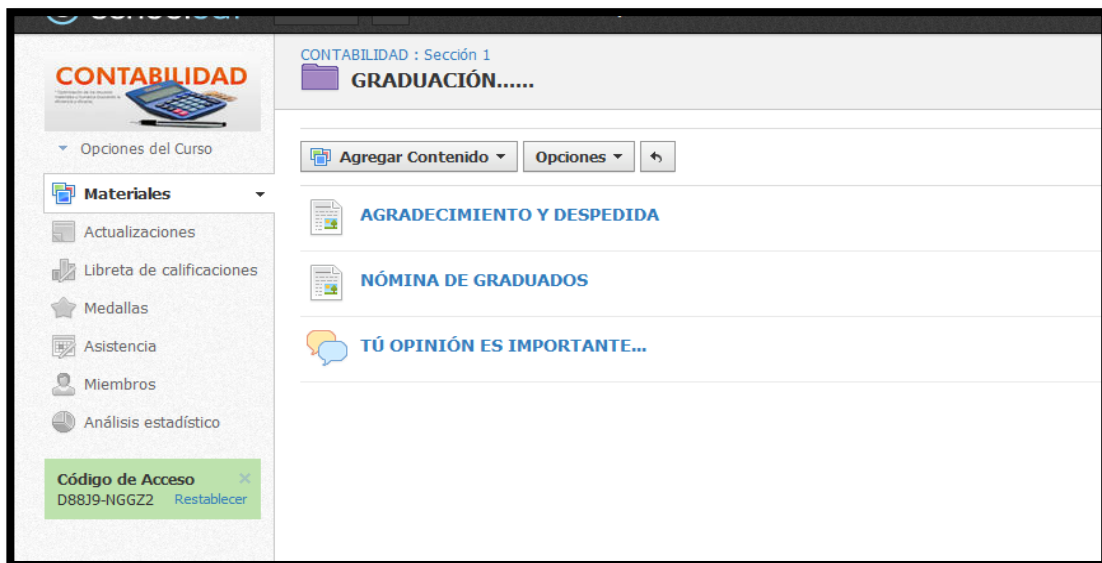 CONTABILIDAD
CONTABILIDAD : Sección 1
GRADUACIÓN......
Opciones del Curso
Agregar Contenido
Opciones
Materiales
Actualizaciones
Libreta de calificaciones
Medallas
Asistencia
Miembros
Análisis estadístico
Código de Acceso
D88J9-NGGZ2 Restablecer
AGRADECIMIENTO Y DESPEDIDA
NÓMINA DE GRADUADOS
TÚ OPINIÓN ES IMPORTANTE...